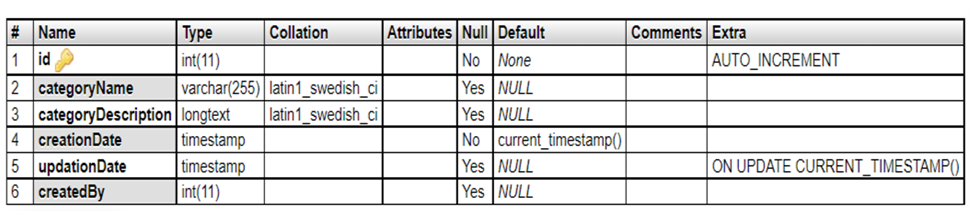 # Name Type Collation Attributes Null Default Comments Extra
1 id int(11) No None AUTO_INCREMENT
2 categoryName varchar(255) latin1_swedish_ci Yes NULL
3 categoryDescription longtext latin1_swedish_ci Yes NULL
4 creationDate timestamp No current_timestamp()
5 updationDate timestamp Yes NULL ON UPDATE CURRENT_TIMESTAMP()
6 createdBy int(11) Yes NULL